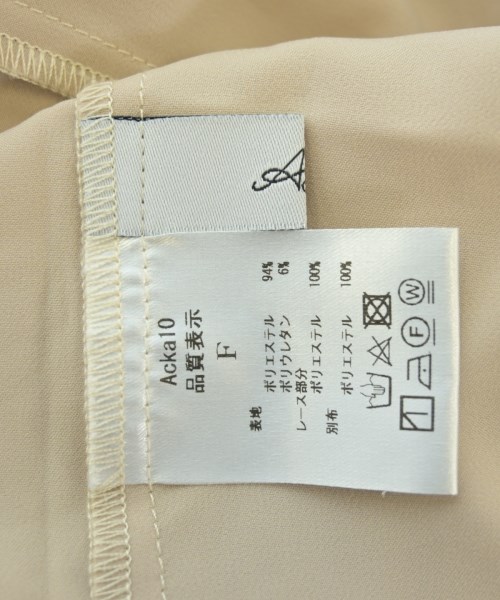 Acka10
品質表示
F
表地 ポリエステル 94%
ポリウレタン 6%
レース部分
ポリエステル 100%
別布 ポリエステル 100%
F W